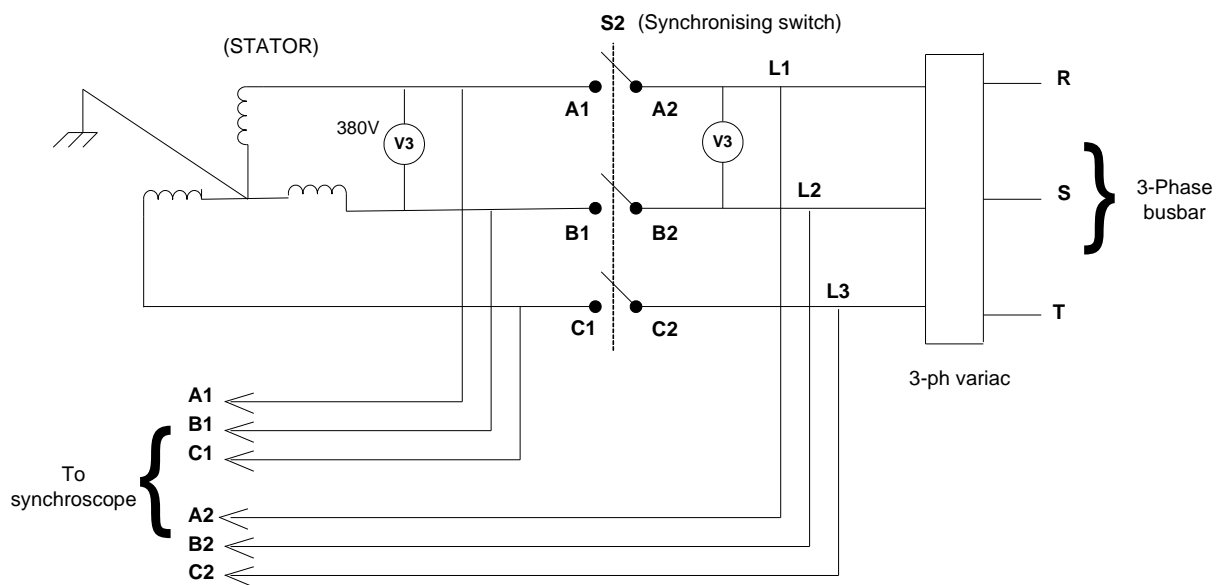 S2 (Synchronising switch)
(STATOR)
L1
R
A1
A2
380V
V3
V3
L2
S
3-Phase
busbar
B1
B2
L3
T
C1
C2
3-ph variac
A1
B1
C1
To
synchroscope
A2
B2
C2